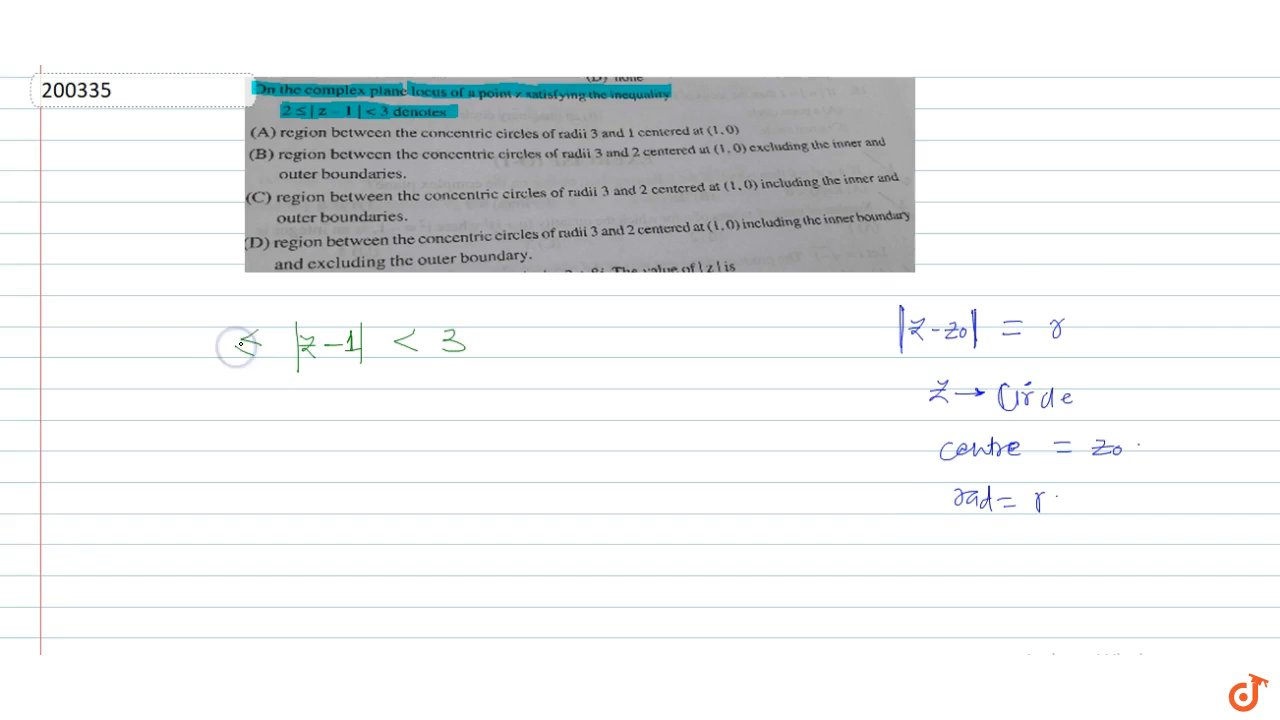 200335
(D) none
On the complex plane locus of a point z satisfying the inequality
2 ≤ | z − 1 | < 3 denotes
(A) region between the concentric circles of radii 3 and 1 centered at (1, 0)
(B) region between the concentric circles of radii 3 and 2 centered at (1, 0) excluding the inner and
outer boundaries.
(C) region between the concentric circles of radii 3 and 2 centered at (1, 0) including the inner and
outer boundaries.
(D) region between the concentric circles of radii 3 and 2 centered at (1, 0) including the inner boundary
and excluding the outer boundary.
The value of | z | is
≤ |z − 1| < 3
|z − z0| = r
z → Circle
centre = z0
rad = r